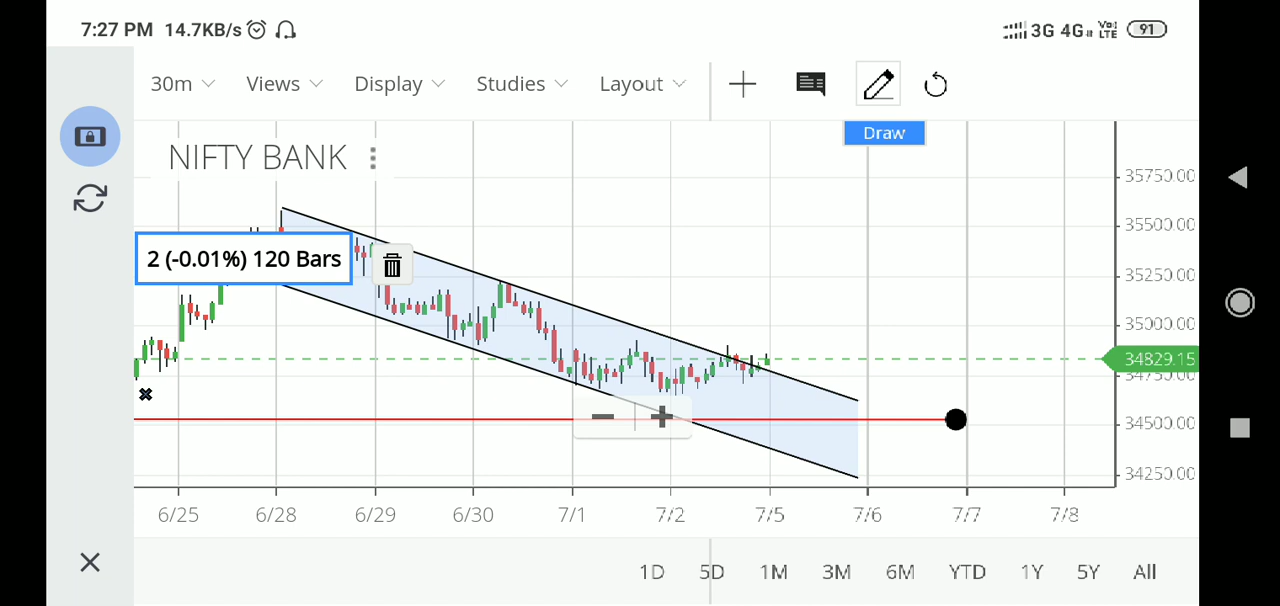 7:27 PM 14.7KB/s 3G 4G VoLTE 91
30m Views Display Studies Layout
Draw
NIFTY BANK
2 (-0.01%) 120 Bars
35750.00
35500.00
35250.00
35000.00
34829.15
34750.00
34500.00
34250.00
6/25 6/28 6/29 6/30 7/1 7/2 7/5 7/6 7/7 7/8
1D 5D 1M 3M 6M YTD 1Y 5Y All